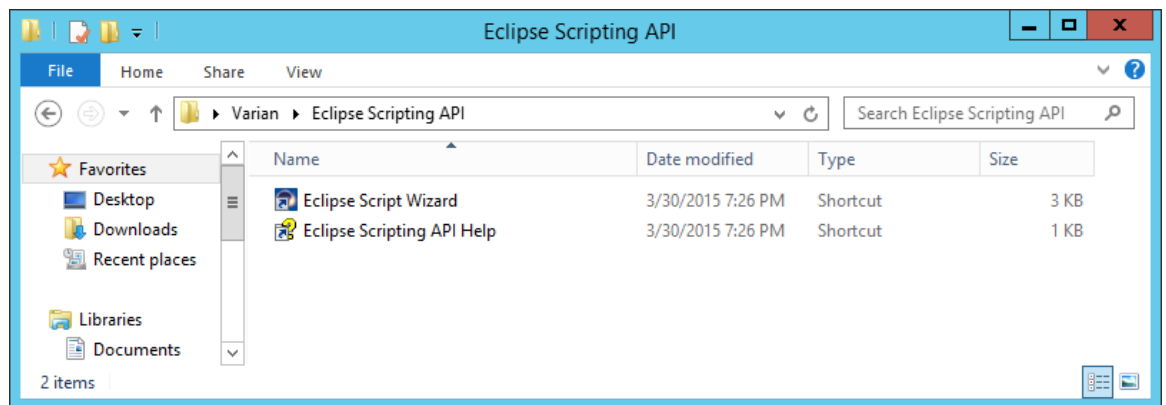 Eclipse Scripting API
File Home Share View
Varian Eclipse Scripting API Search Eclipse Scripting API
Favorites
Desktop
Downloads
Recent places
Libraries
Documents
Name Date modified Type Size
Eclipse Script Wizard 3/30/2015 7:26 PM Shortcut 3 KB
Eclipse Scripting API Help 3/30/2015 7:26 PM Shortcut 1 KB
2 items